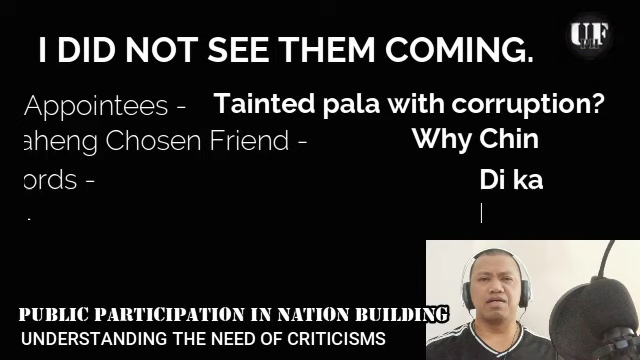 ULF
I DID NOT SEE THEM COMING.
Appointees - Tainted pala with corruption?
aheng Chosen Friend - Why Chin
ords - Di ka
PUBLIC PARTICIPATION IN NATION BUILDING
UNDERSTANDING THE NEED OF CRITICISMS